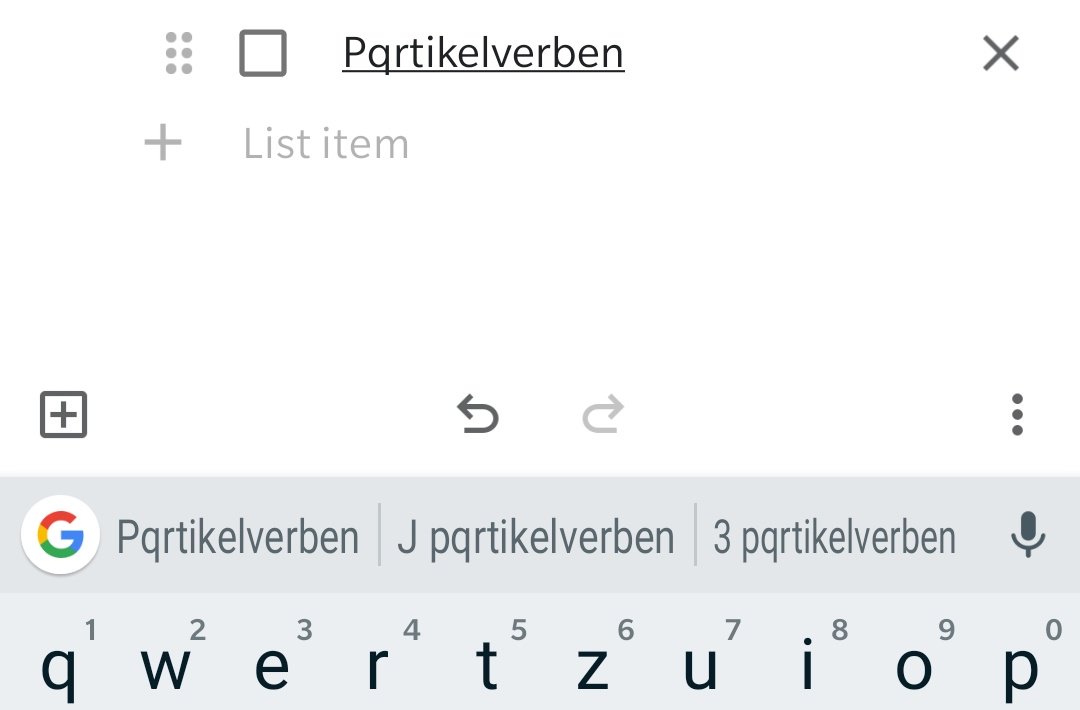 Pqrtikelverben
List item
Pqrtikelverben J pqrtikelverben 3 pqrtikelverben
1 2 3 4 5 6 7 8 9 0
q w e r t z u i o p